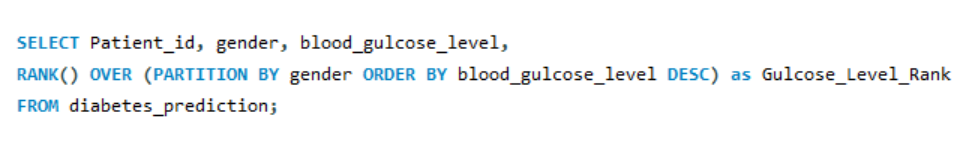 SELECT Patient_id, gender, blood_gulcose_level,
RANK() OVER (PARTITION BY gender ORDER BY blood_gulcose_level DESC) as Gulcose_Level_Rank
FROM diabetes_prediction;